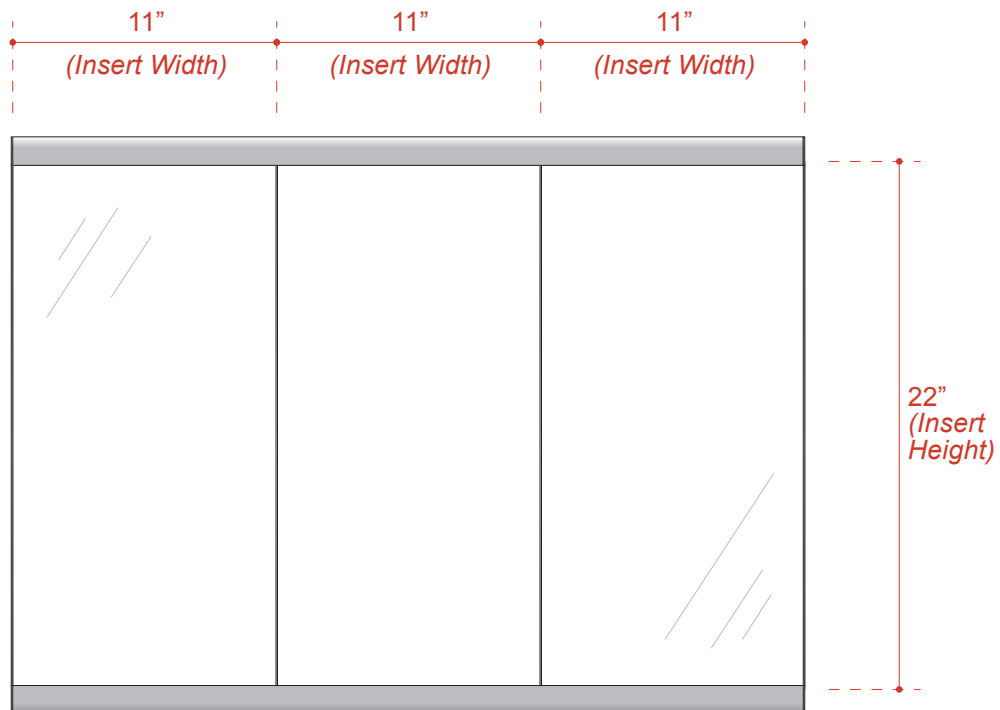 11” 11” 11”
(Insert Width) (Insert Width) (Insert Width)
22”
(Insert
Height)